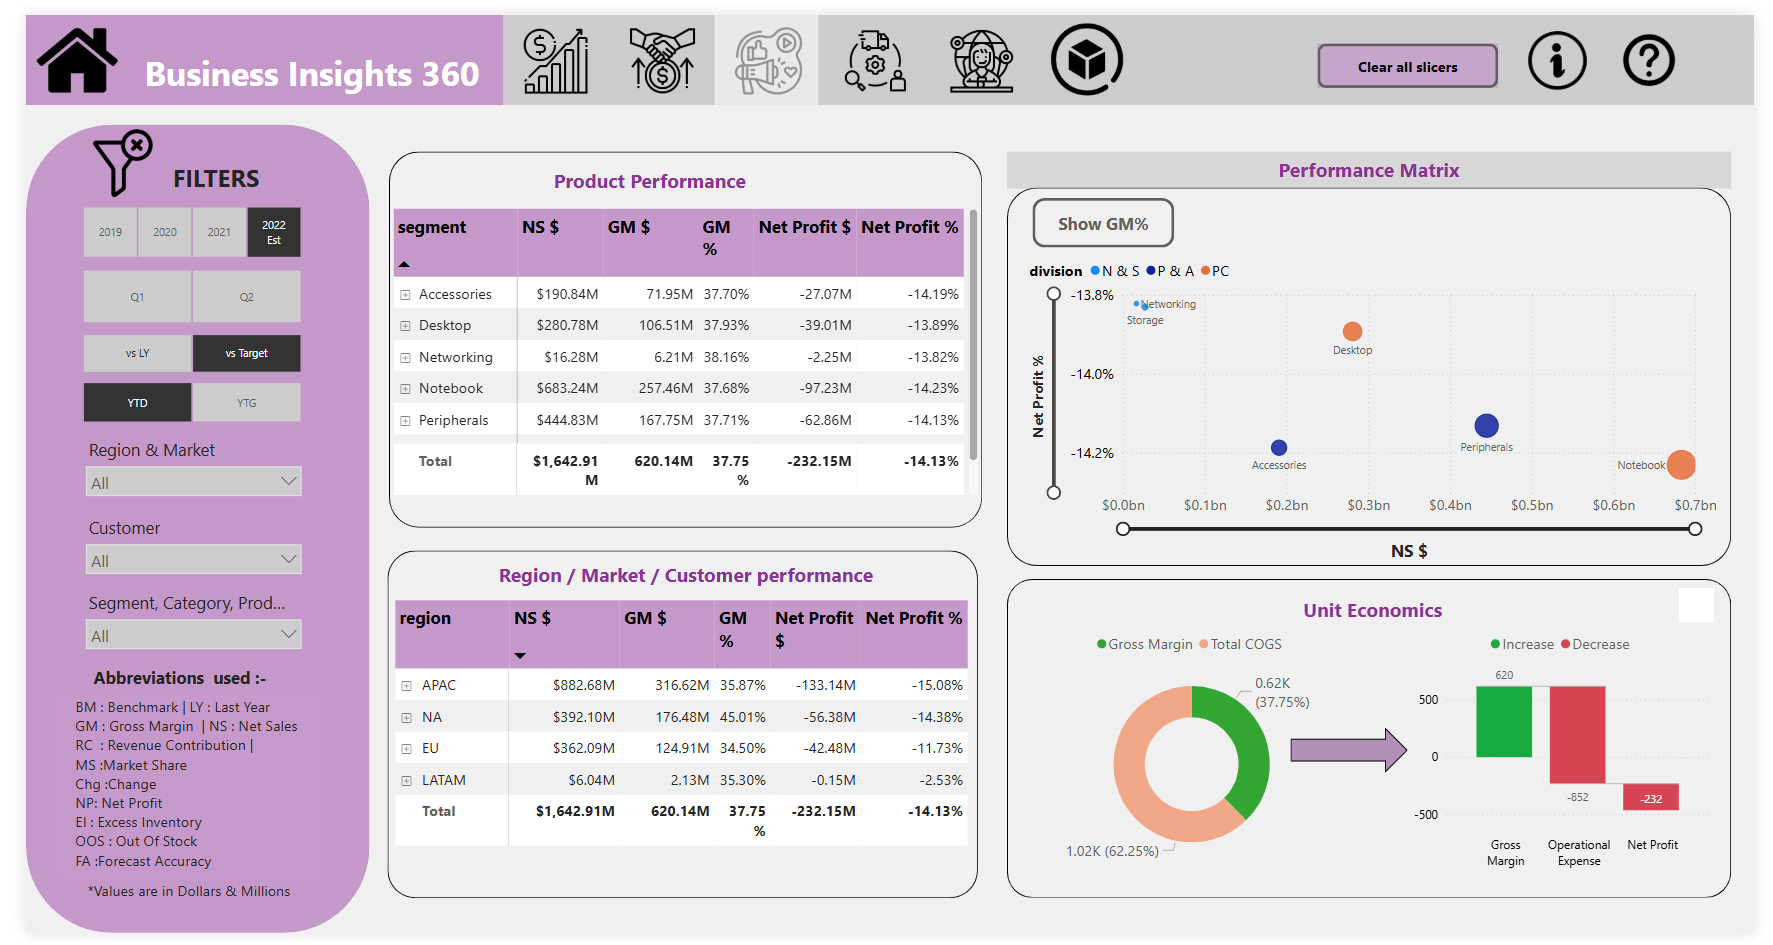 Business Insights 360
Clear all slicers
FILTERS
2019 2020 2021 2022
Est
Q1 Q2
vs LY vs Target
YTD YTG
Region & Market
All
Customer
All
Segment, Category, Prod...
All
Abbreviations used :-
BM : Benchmark | LY : Last Year
GM : Gross Margin | NS : Net Sales
RC : Revenue Contribution |
MS :Market Share
Chg :Change
NP: Net Profit
EI : Excess Inventory
OOS : Out Of Stock
FA :Forecast Accuracy
*Values are in Dollars & Millions
Product Performance
segment NS $ GM $ GM Net Profit $ Net Profit %
%
Accessories $190.84M 71.95M 37.70% -27.07M -14.19%
Desktop $280.78M 106.51M 37.93% -39.01M -13.89%
Networking $16.28M 6.21M 38.16% -2.25M -13.82%
Notebook $683.24M 257.46M 37.68% -97.23M -14.23%
Peripherals $444.83M 167.75M 37.71% -62.86M -14.13%
Total $1,642.91 620.14M 37.75 -232.15M -14.13%
M %
Region / Market / Customer performance
region NS $ GM $ GM Net Profit Net Profit %
% $
APAC $882.68M 316.62M 35.87% -133.14M -15.08%
NA $392.10M 176.48M 45.01% -56.38M -14.38%
EU $362.09M 124.91M 34.50% -42.48M -11.73%
LATAM $6.04M 2.13M 35.30% -0.15M -2.53%
Total $1,642.91M 620.14M 37.75 -232.15M -14.13%
%
Performance Matrix
Show GM%
division N & S P & A PC
Net Profit %
-13.8%
-14.0%
-14.2%
Networking
Storage
Desktop
Peripherals
Accessories
Notebook
$0.0bn $0.1bn $0.2bn $0.3bn $0.4bn $0.5bn $0.6bn $0.7bn
NS $
Unit Economics
Gross Margin Total COGS
0.62K
(37.75%)
1.02K (62.25%)
Increase Decrease
500
0
-500
620
-852
-232
Gross
Margin
Operational
Expense
Net Profit